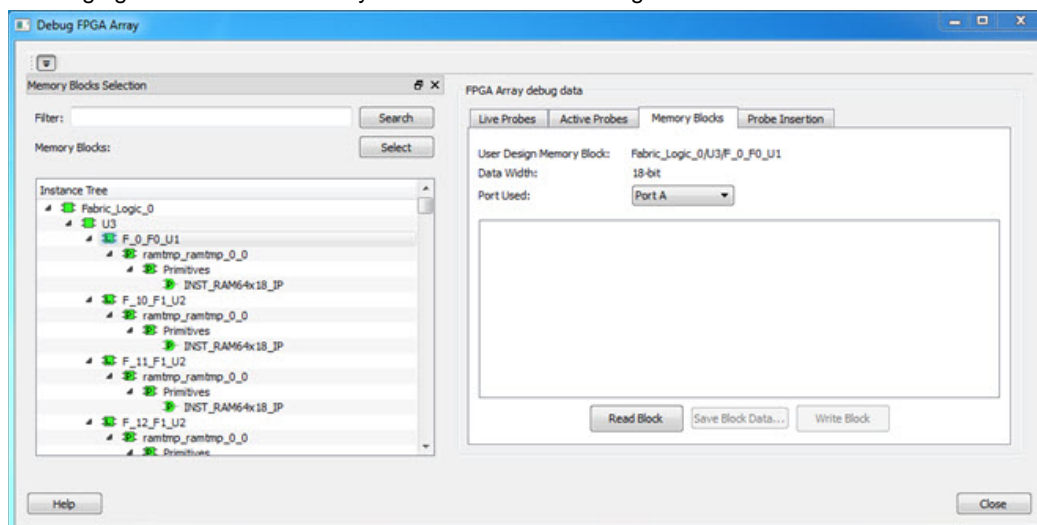 Debug FPGA Array
Memory Blocks Selection
Filter:
Search
Memory Blocks:
Select
Instance Tree
Fabric_Logic_0
U3
F_0_F0_U1
ramtmp_ramtmp_0_0
Primitives
INST_RAM64x18_IP
F_10_F1_U2
ramtmp_ramtmp_0_0
Primitives
INST_RAM64x18_IP
F_11_F1_U2
ramtmp_ramtmp_0_0
Primitives
INST_RAM64x18_IP
F_12_F1_U2
ramtmp_ramtmp_0_0
Primitives
FPGA Array debug data
Live Probes Active Probes Memory Blocks Probe Insertion
User Design Memory Block: Fabric_Logic_0/U3/F_0_F0_U1
Data Width: 18-bit
Port Used: Port A
Read Block Save Block Data... Write Block
Help Close